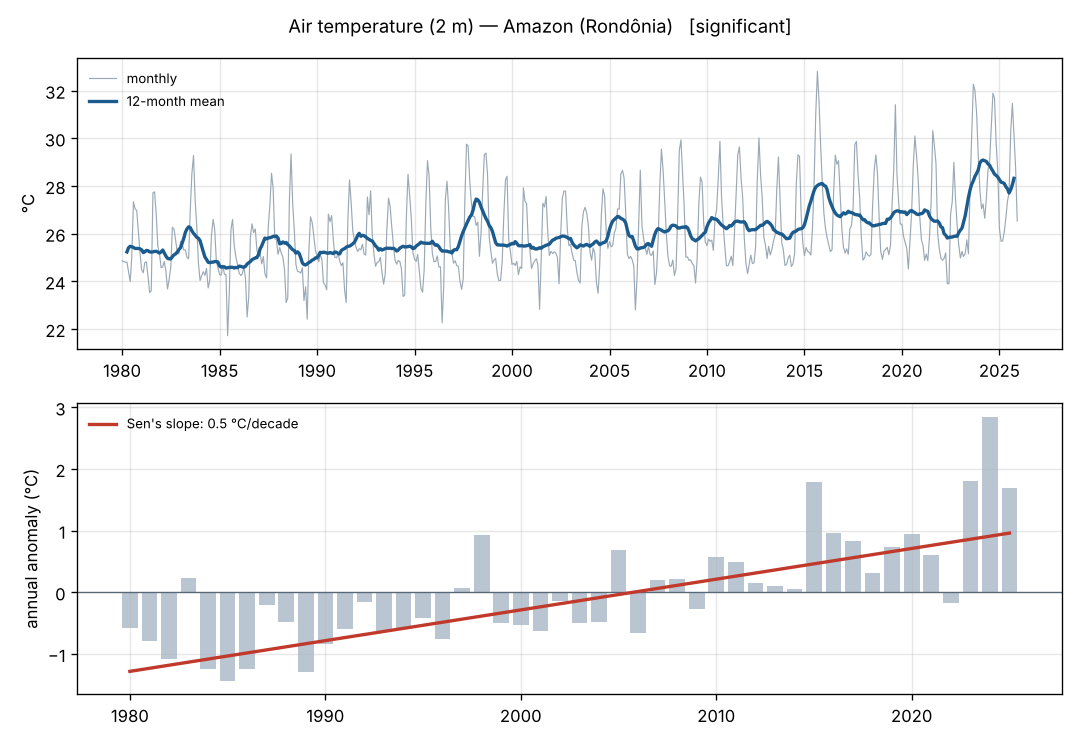 Air temperature (2 m) — Amazon (Rondônia)   [significant]
monthly
12-month mean
°C
32
30
28
26
24
22
1980 1985 1990 1995 2000 2005 2010 2015 2020 2025
Sen's slope: 0.5 °C/decade
annual anomaly (°C)
3
2
1
0
−1
1980 1990 2000 2010 2020